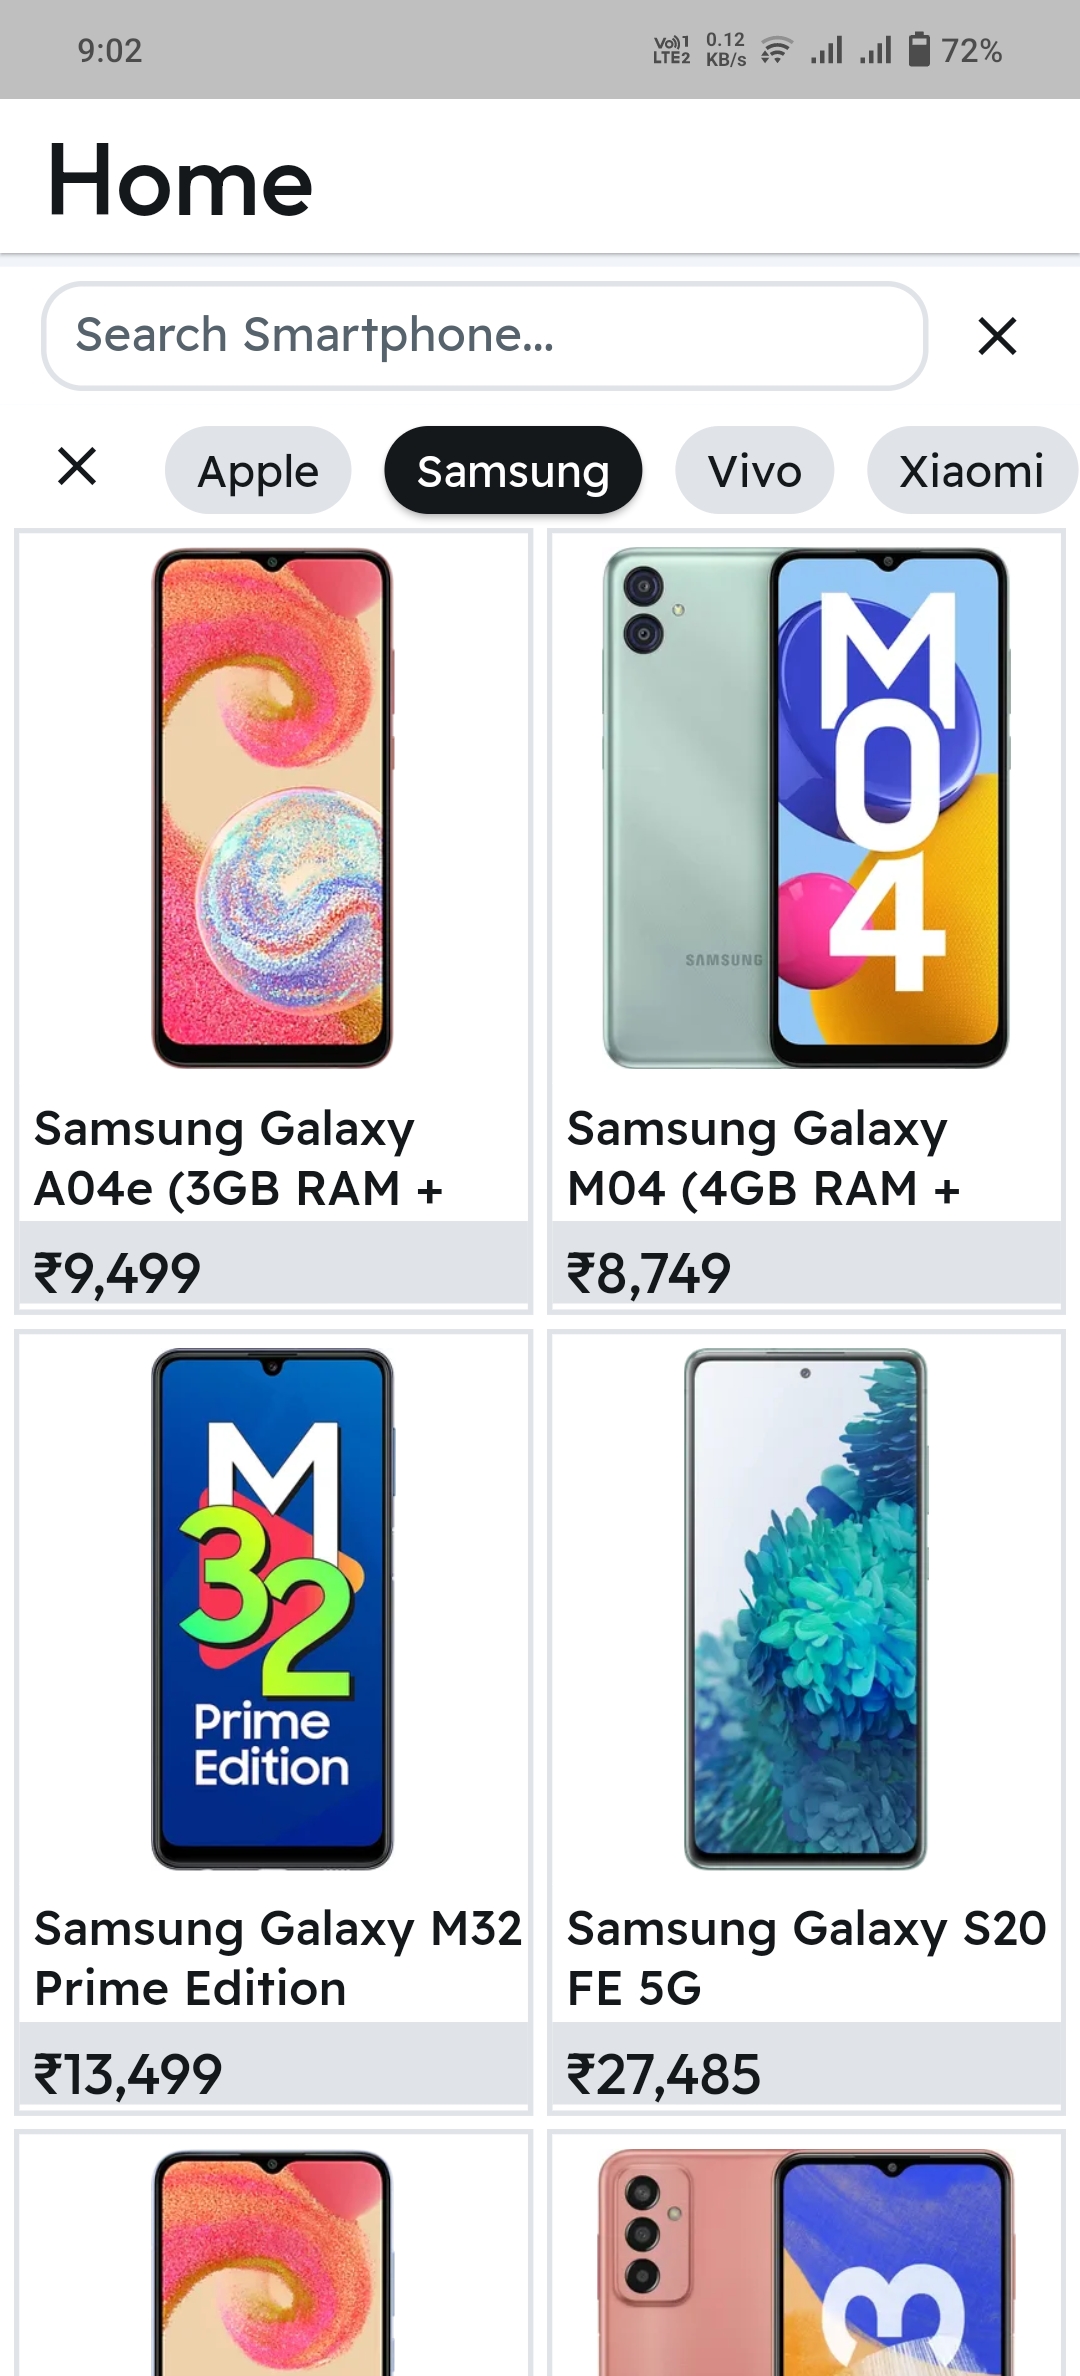 9:02
Vo)) 1
LTE2
0.12
KB/s
72%
Home
Search Smartphone...
Apple
Samsung
Vivo
Xiaomi
M
04
SAMSUNG
Samsung Galaxy
A04e (3GB RAM +
Samsung Galaxy
M04 (4GB RAM +
₹9,499
₹8,749
M
32
Prime
Edition
Samsung Galaxy M32
Prime Edition
Samsung Galaxy S20
FE 5G
₹13,499
₹27,485